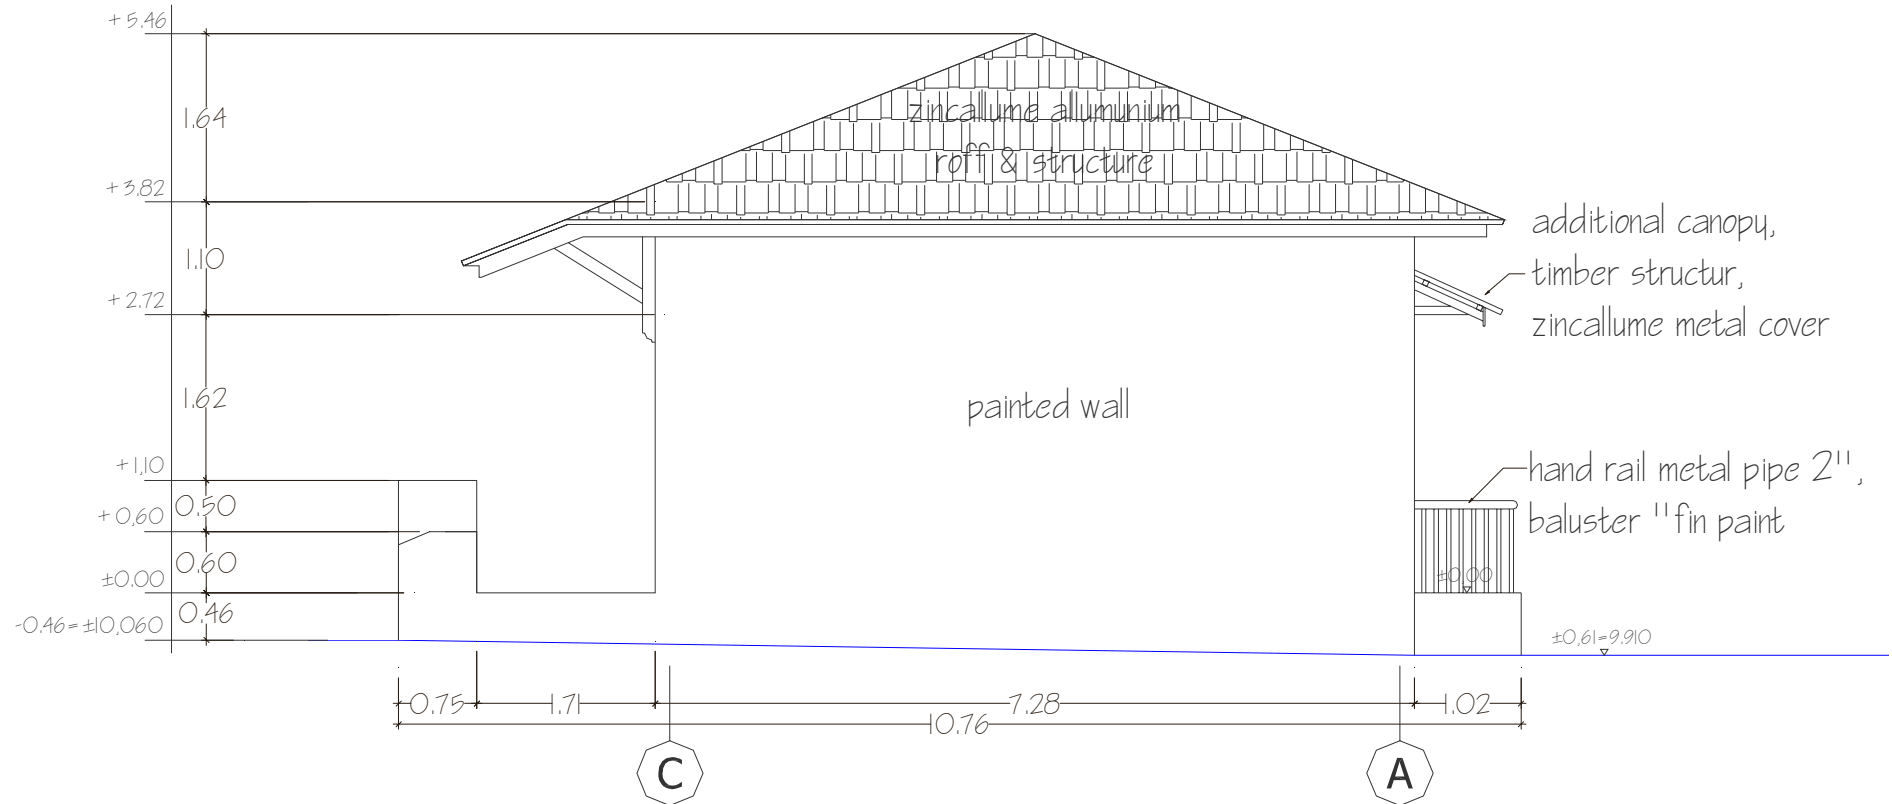 +5.46
1.64
zincallume allumunium
roff & structure
+3.82
additional canopy,
timber structur,
zincallume metal cover
1.10
+2.72
1.62
painted wall
+1,10
hand rail metal pipe 2",
baluster "fin paint
0.50
+0,60
0.60
±0,00
±0,00
0.46
-0.46=±10,060
±0,61=9.910
0.75
1.71
7.28
1.02
10.76
C
A